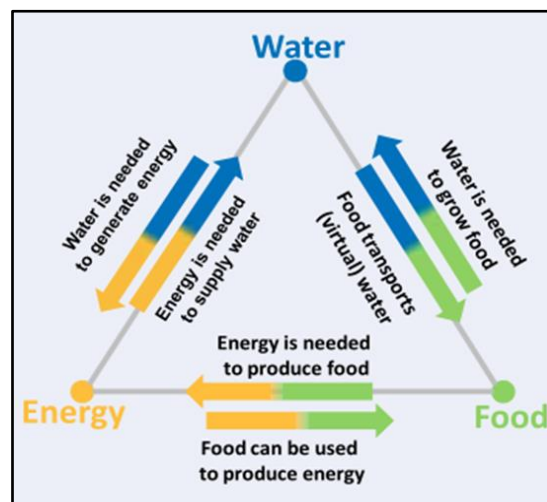 Water
Water is needed
to generate energy
Energy is needed
to supply water
Food transports
(virtual) water
Water is needed
to grow food
Energy is needed
to produce food
Energy
Food
Food can be used
to produce energy